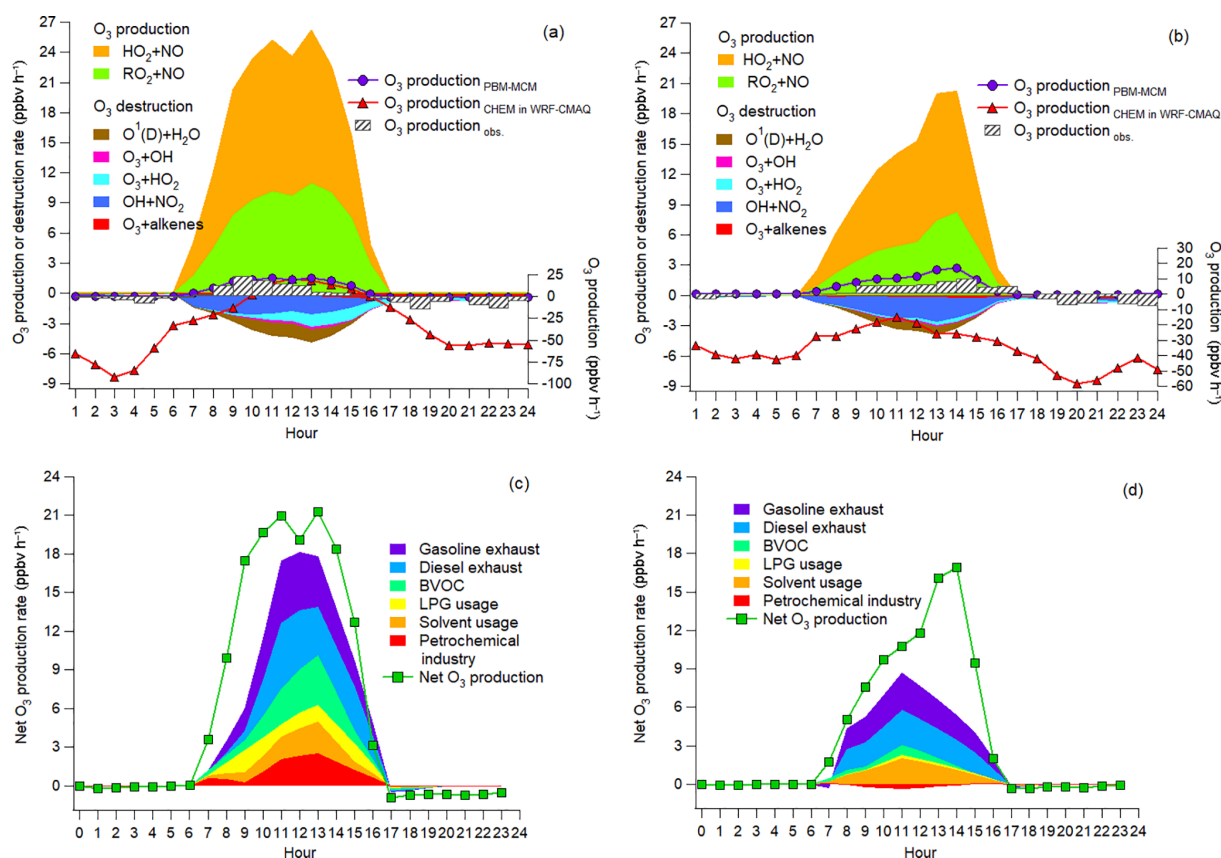 (a)
O₃ production
HO₂+NO
RO₂+NO
O₃ destruction
O¹(D)+H₂O
O₃+OH
O₃+HO₂
OH+NO₂
O₃+alkenes
O₃ production PBM-MCM
O₃ production CHEM in WRF-CMAQ
O₃ production obs.
O₃ production or destruction rate (ppbv h⁻¹)
27
24
21
18
15
12
9
6
3
0
-3
-6
-9
O₃ production (ppbv h⁻¹)
25
0
-25
-50
-75
-100
1 2 3 4 5 6 7 8 9 10 11 12 13 14 15 16 17 18 19 20 21 22 23 24
Hour
(b)
O₃ production
HO₂+NO
RO₂+NO
O₃ destruction
O¹(D)+H₂O
O₃+OH
O₃+HO₂
OH+NO₂
O₃+alkenes
O₃ production PBM-MCM
O₃ production CHEM in WRF-CMAQ
O₃ production obs.
O₃ production or destruction rate (ppbv h⁻¹)
27
24
21
18
15
12
9
6
3
0
-3
-6
-9
O₃ production (ppbv h⁻¹)
30
20
10
0
-10
-20
-30
-40
-50
-60
1 2 3 4 5 6 7 8 9 10 11 12 13 14 15 16 17 18 19 20 21 22 23 24
Hour
(c)
Gasoline exhaust
Diesel exhaust
BVOC
LPG usage
Solvent usage
Petrochemical
industry
Net O₃ production
Net O₃ production rate (ppbv h⁻¹)
24
21
18
15
12
9
6
3
0
0 1 2 3 4 5 6 7 8 9 10 11 12 13 14 15 16 17 18 19 20 21 22 23 24
Hour
(d)
Gasoline exhaust
Diesel exhaust
BVOC
LPG usage
Solvent usage
Petrochemical industry
Net O₃ production
Net O₃ production rate (ppbv h⁻¹)
24
21
18
15
12
9
6
3
0
0 1 2 3 4 5 6 7 8 9 10 11 12 13 14 15 16 17 18 19 20 21 22 23 24
Hour